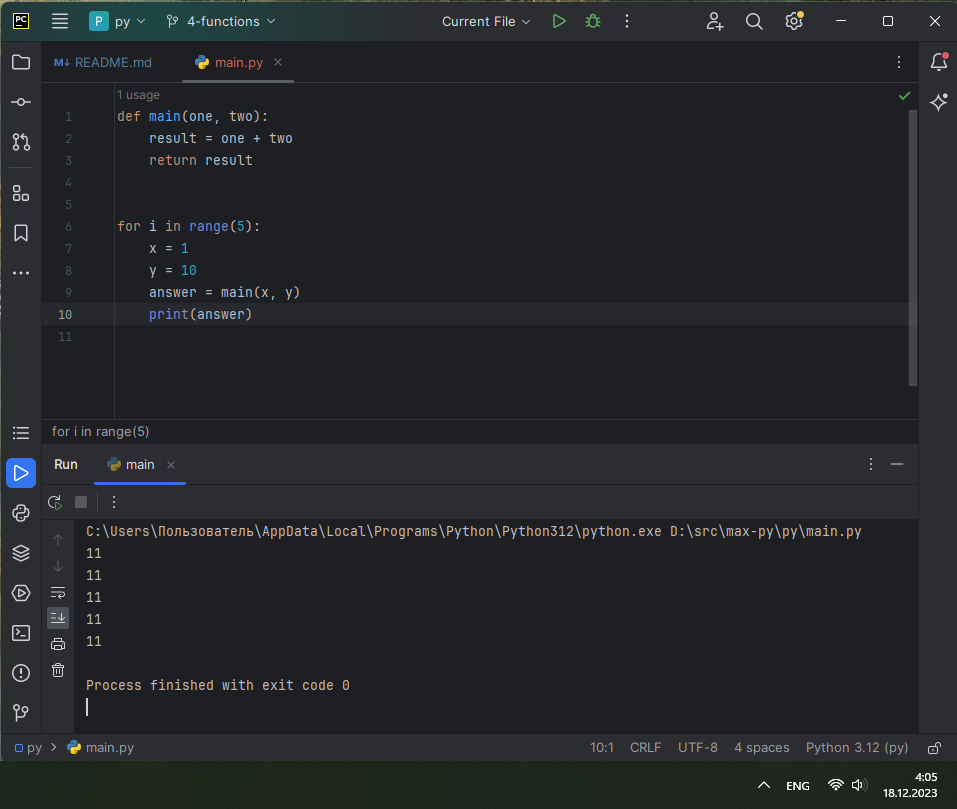 PC P py 4-functions Current File
M↓ README.md main.py
1 usage
1 def main(one, two):
2 result = one + two
3 return result
4
5
6 for i in range(5):
7 x = 1
8 y = 10
9 answer = main(x, y)
10 print(answer)
11
for i in range(5)
Run main
C:\Users\Пользователь\AppData\Local\Programs\Python\Python312\python.exe D:\src\max-py\py\main.py
11
11
11
11
11
Process finished with exit code 0
py main.py 10:1 CRLF UTF-8 4 spaces Python 3.12 (py)
ENG 4:05
18.12.2023